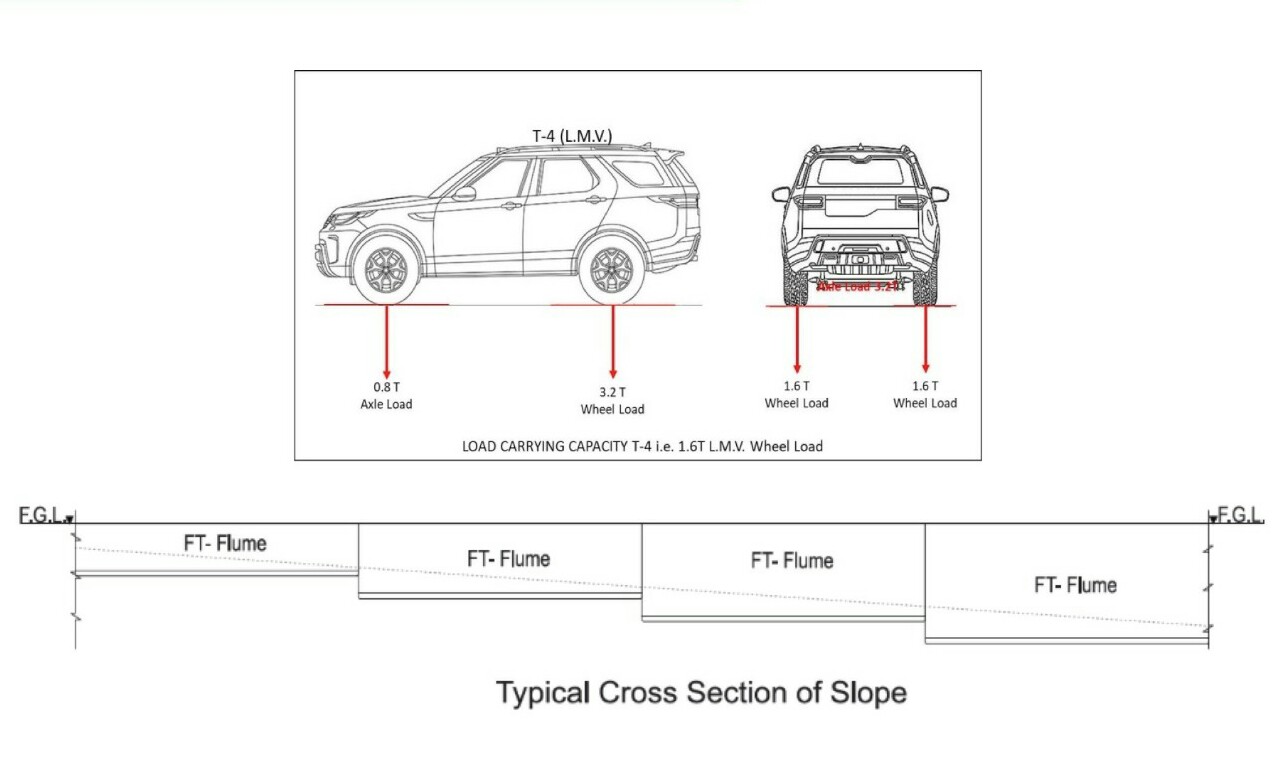 T-4 (L.M.V.)
Axle Load 3.2T
0.8 T
Axle Load
3.2 T
Wheel Load
1.6 T
Wheel Load
1.6 T
Wheel Load
LOAD CARRYING CAPACITY T-4 i.e. 1.6T L.M.V. Wheel Load
F.G.L.
F.G.L.
FT- Flume
FT- Flume
FT- Flume
FT- Flume
Typical Cross Section of Slope